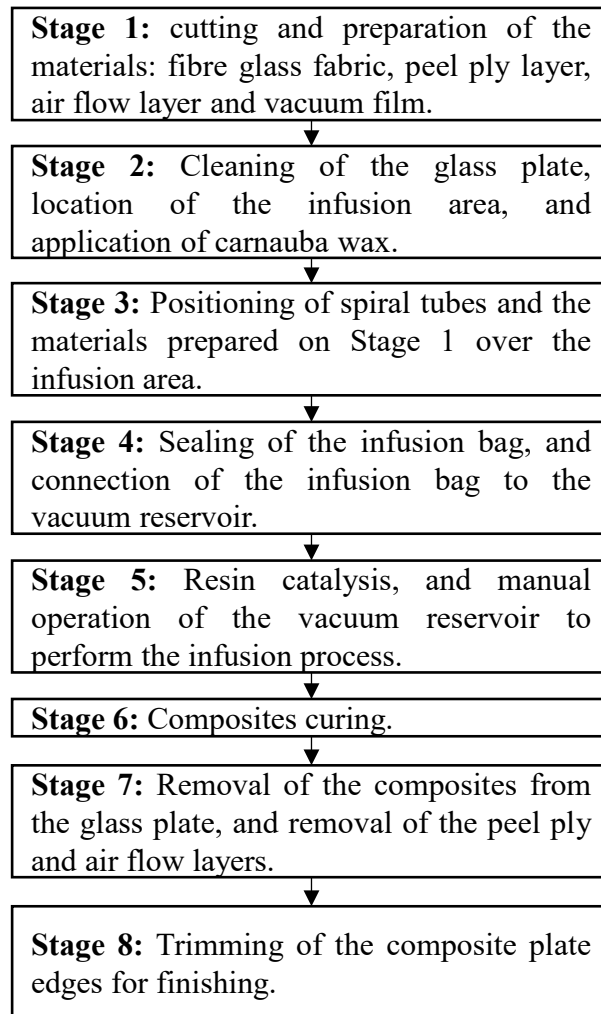 Stage 1: cutting and preparation of the
materials: fibre glass fabric, peel ply layer,
air flow layer and vacuum film.
Stage 2: Cleaning of the glass plate,
location of the infusion area, and
application of carnauba wax.
Stage 3: Positioning of spiral tubes and the
materials prepared on Stage 1 over the
infusion area.
Stage 4: Sealing of the infusion bag, and
connection of the infusion bag to the
vacuum reservoir.
Stage 5: Resin catalysis, and manual
operation of the vacuum reservoir to
perform the infusion process.
Stage 6: Composites curing.
Stage 7: Removal of the composites from
the glass plate, and removal of the peel ply
and air flow layers.
Stage 8: Trimming of the composite plate
edges for finishing.